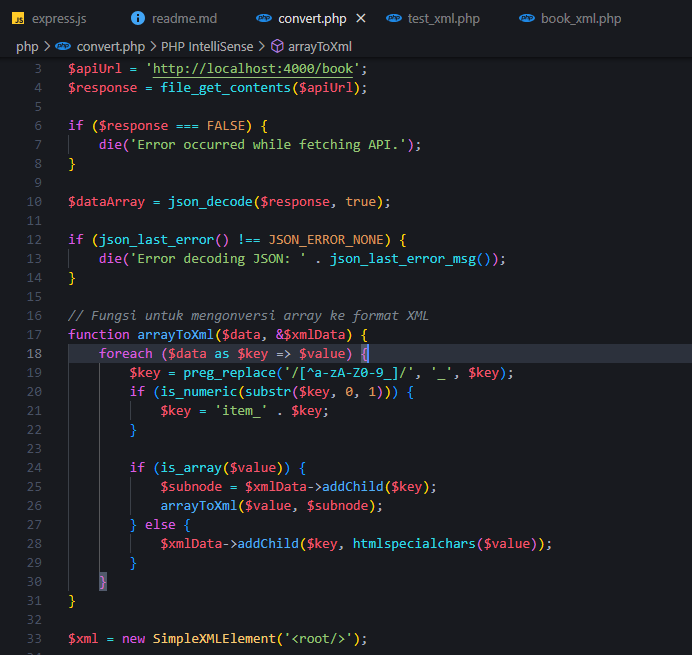 express.js readme.md convert.php × test_xml.php book_xml.php
php > convert.php > PHP IntelliSense > arrayToXml
3 $apiUrl = 'http://localhost:4000/book';
4 $response = file_get_contents($apiUrl);
5
6 if ($response === FALSE) {
7     die('Error occurred while fetching API.');
8 }
9
10 $dataArray = json_decode($response, true);
11
12 if (json_last_error() !== JSON_ERROR_NONE) {
13     die('Error decoding JSON: ' . json_last_error_msg());
14 }
15
16 // Fungsi untuk mengonversi array ke format XML
17 function arrayToXml($data, &$xmlData) {
18     foreach ($data as $key => $value) {
19         $key = preg_replace('/[^a-zA-Z0-9_]/', '_', $key);
20         if (is_numeric(substr($key, 0, 1))) {
21             $key = 'item_' . $key;
22         }
23
24         if (is_array($value)) {
25             $subnode = $xmlData->addChild($key);
26             arrayToXml($value, $subnode);
27         } else {
28             $xmlData->addChild($key, htmlspecialchars($value));
29         }
30     }
31 }
32
33 $xml = new SimpleXMLElement('<root/>');